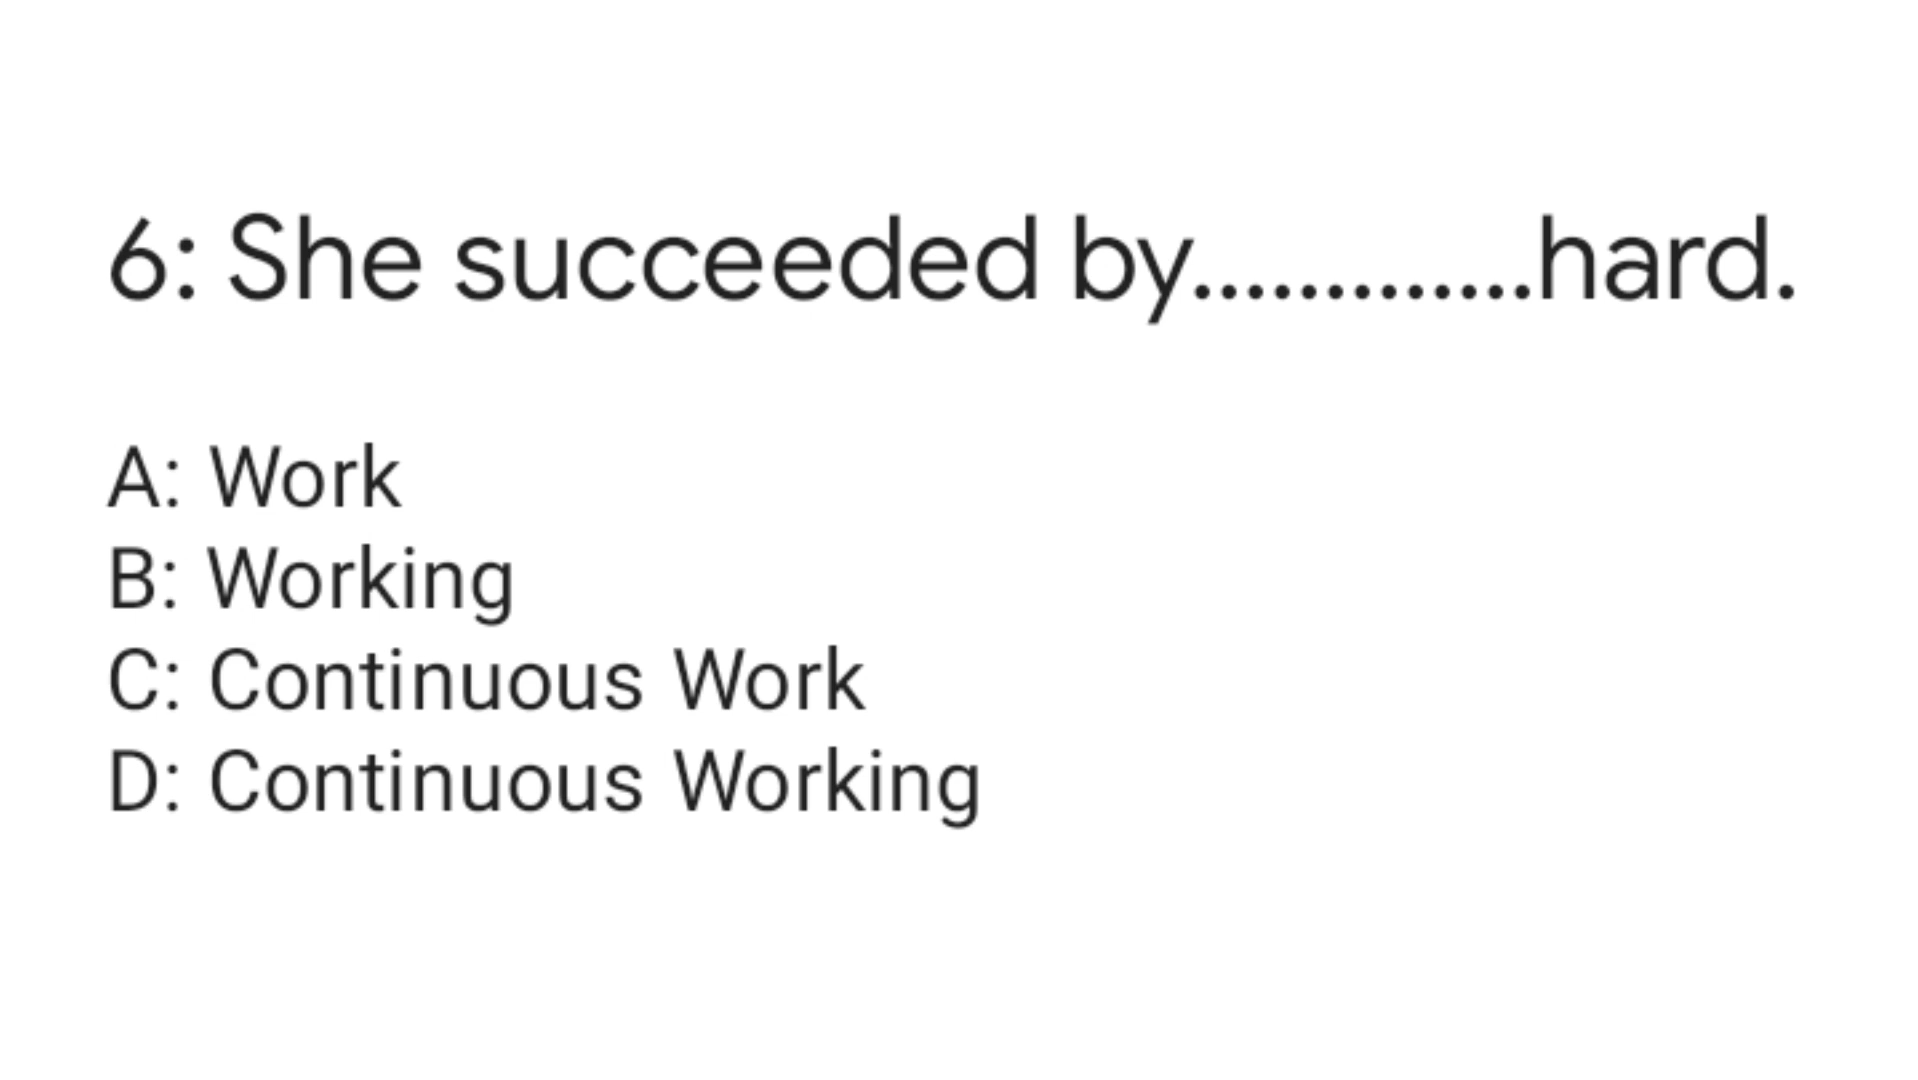 6: She succeeded by.............hard.
A: Work
B: Working
C: Continuous Work
D: Continuous Working